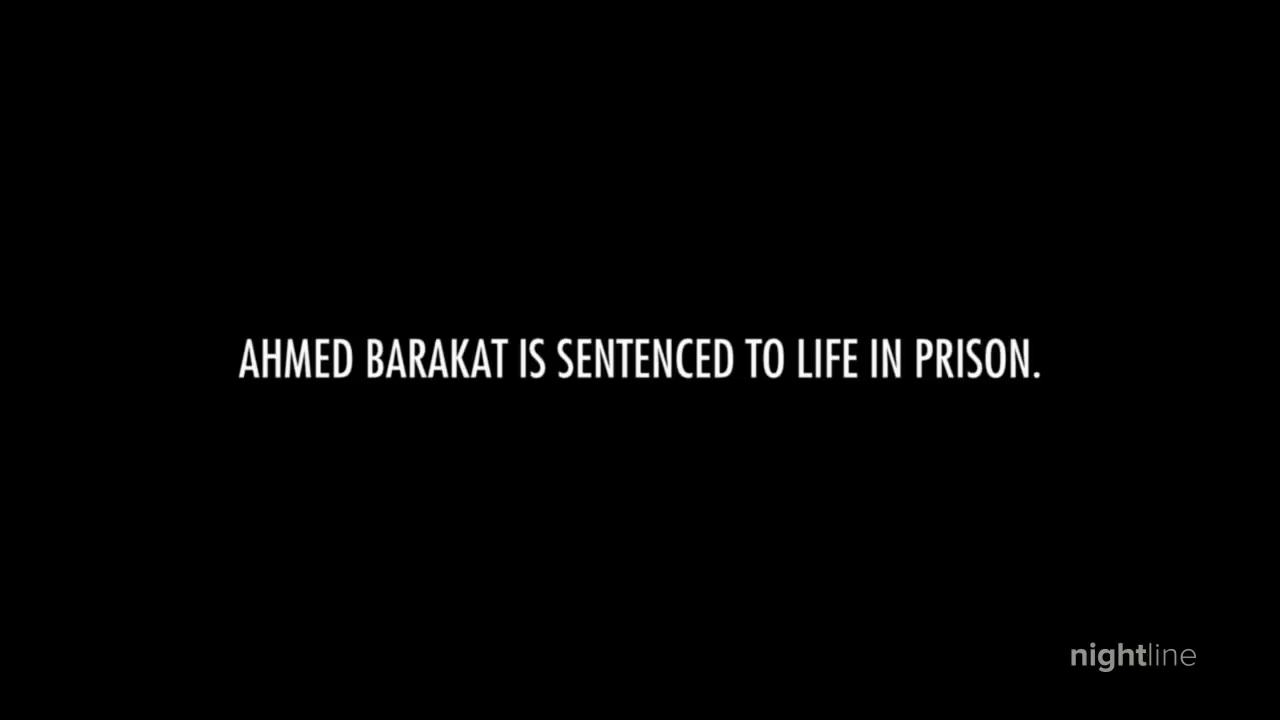 AHMED BARAKAT IS SENTENCED TO LIFE IN PRISON.
nightline